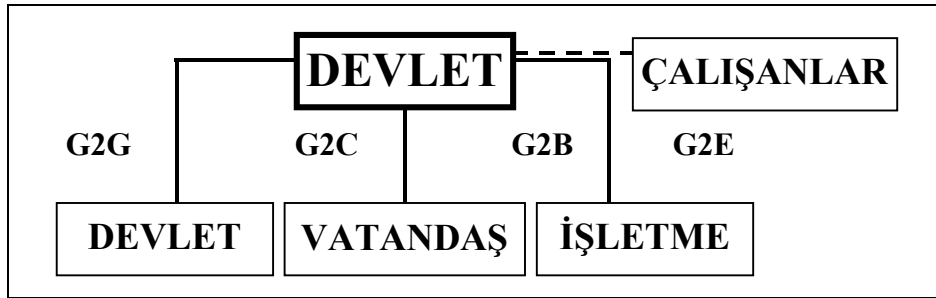 DEVLET
ÇALIŞANLAR
G2G G2C G2B G2E
DEVLET VATANDAŞ İŞLETME